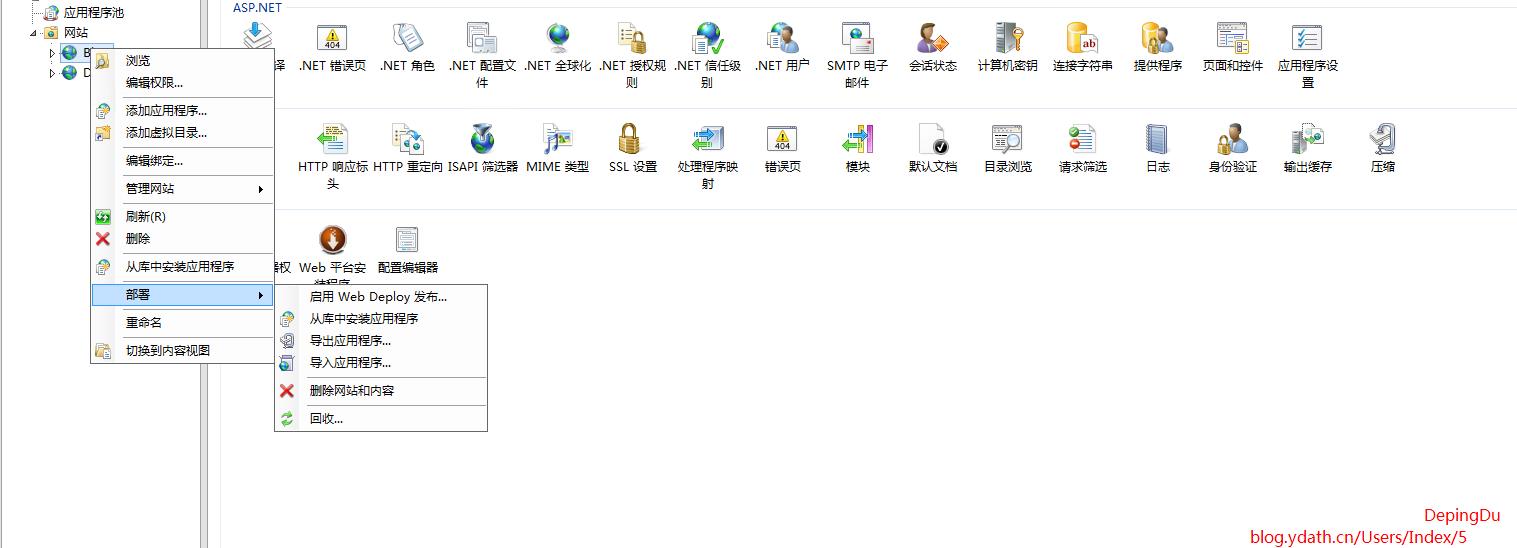 应用程序池
网站
ASP.NET
.NET 错误页
.NET 角色
.NET 配置文
件
.NET 全球化
.NET 授权规
则
.NET 信任级
别
.NET 用户
SMTP 电子
邮件
会话状态
计算机密钥
连接字符串
提供程序
页面和控件
应用程序设
置
HTTP 响应标
头
HTTP 重定向
ISAPI 筛选器
MIME 类型
SSL 设置
处理程序映
射
错误页
模块
默认文档
目录浏览
请求筛选
日志
身份验证
输出缓存
压缩
Web 平台安
装程序
配置编辑器
浏览
编辑权限...
添加应用程序...
添加虚拟目录...
编辑绑定...
管理网站
刷新(R)
删除
从库中安装应用程序
部署
重命名
切换到内容视图
启用 Web Deploy 发布...
从库中安装应用程序
导出应用程序...
导入应用程序...
删除网站和内容
回收...
DepingDu
blog.ydath.cn/Users/Index/5